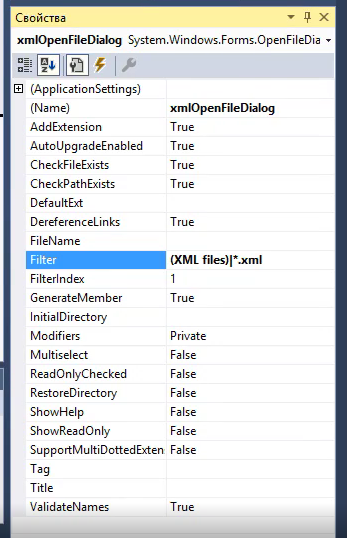 Свойства
xmlOpenFileDialog System.Windows.Forms.OpenFileDia
(ApplicationSettings)
(Name) xmlOpenFileDialog
AddExtension True
AutoUpgradeEnabled True
CheckFileExists True
CheckPathExists True
DefaultExt
DereferenceLinks True
FileName
Filter (XML files)|*.xml
FilterIndex 1
GenerateMember True
InitialDirectory
Modifiers Private
Multiselect False
ReadOnlyChecked False
RestoreDirectory False
ShowHelp False
ShowReadOnly False
SupportMultiDottedExten False
Tag
Title
ValidateNames True